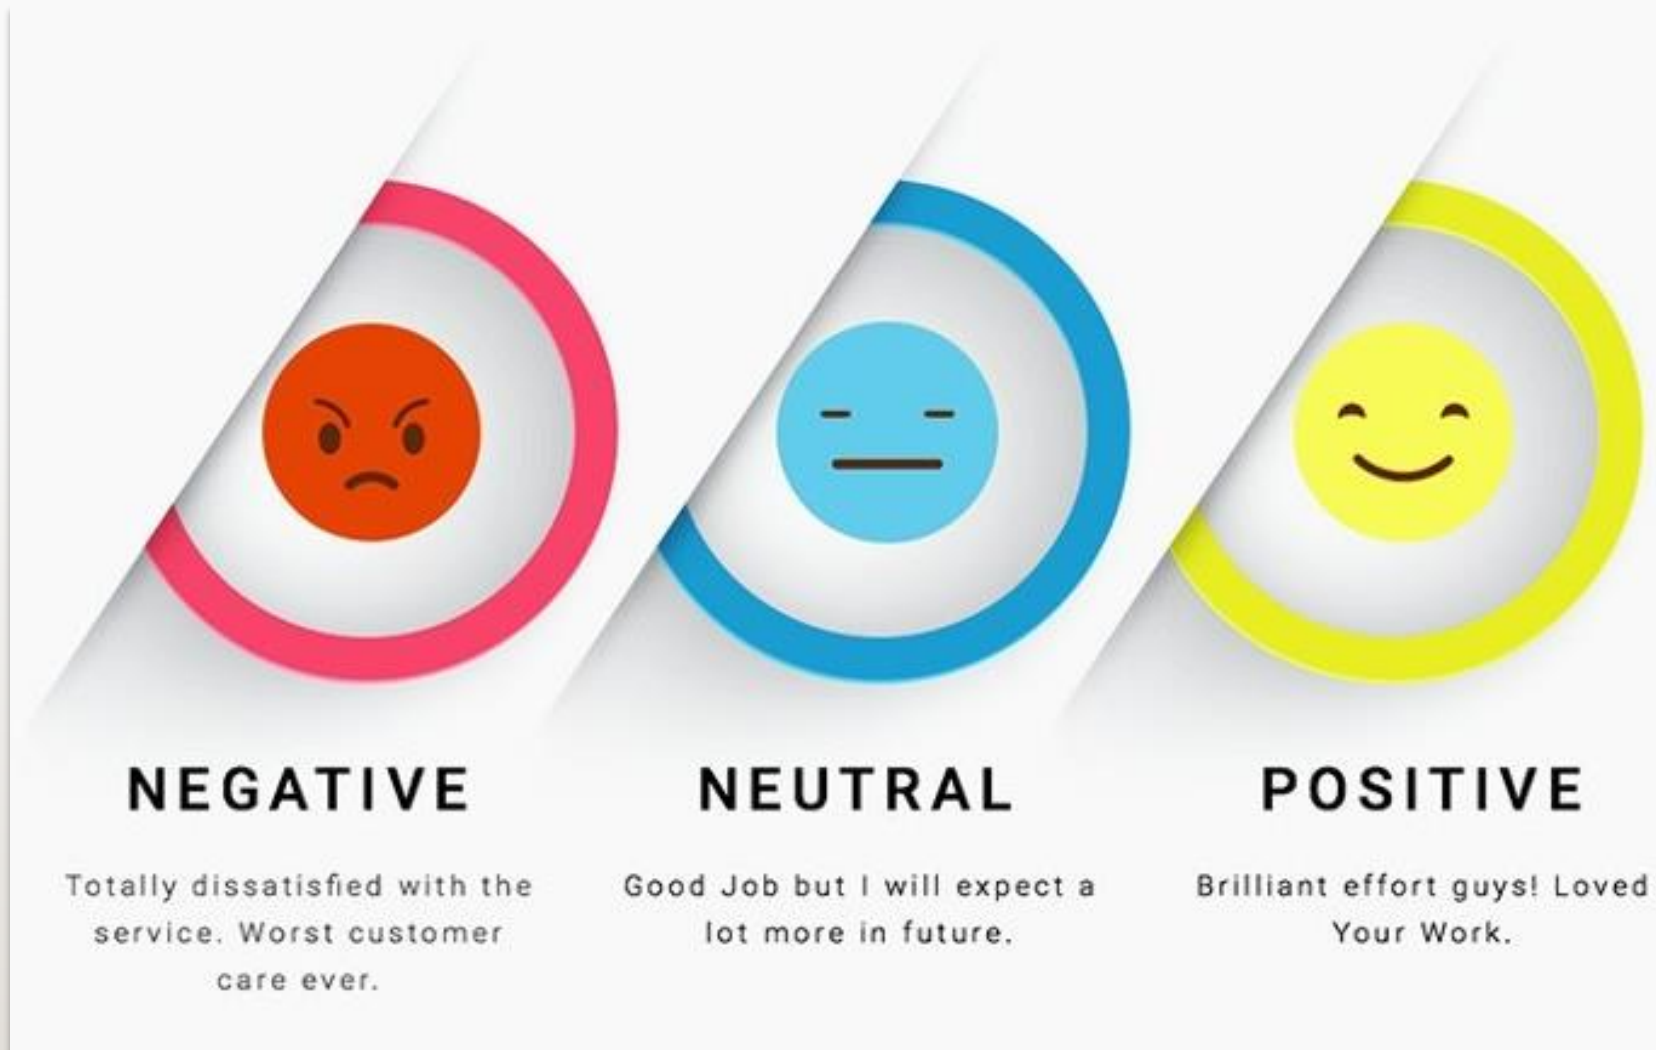 NEGATIVE
Totally dissatisfied with the
service. Worst customer
care ever.
NEUTRAL
Good Job but I will expect a
lot more in future.
POSITIVE
Brilliant effort guys! Loved
Your Work.